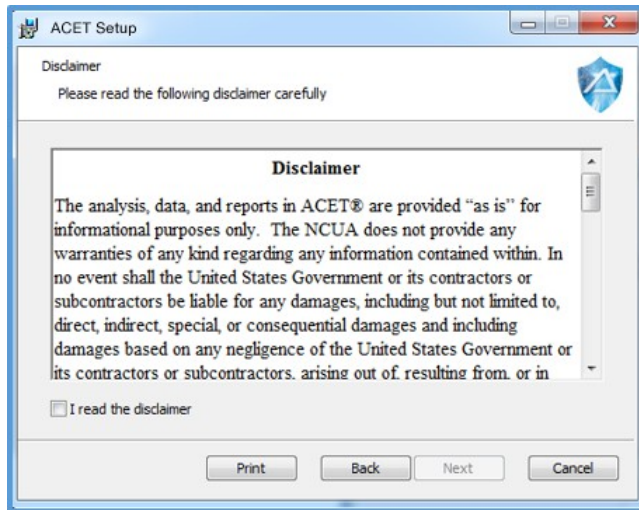 ACET Setup
Disclaimer
Please read the following disclaimer carefully
Disclaimer
The analysis, data, and reports in ACET® are provided “as is” for
informational purposes only.  The NCUA does not provide any
warranties of any kind regarding any information contained within. In
no event shall the United States Government or its contractors or
subcontractors be liable for any damages, including but not limited to,
direct, indirect, special, or consequential damages and including
damages based on any negligence of the United States Government or
its contractors or subcontractors, arising out of, resulting from, or in
I read the disclaimer
Print Back Next Cancel